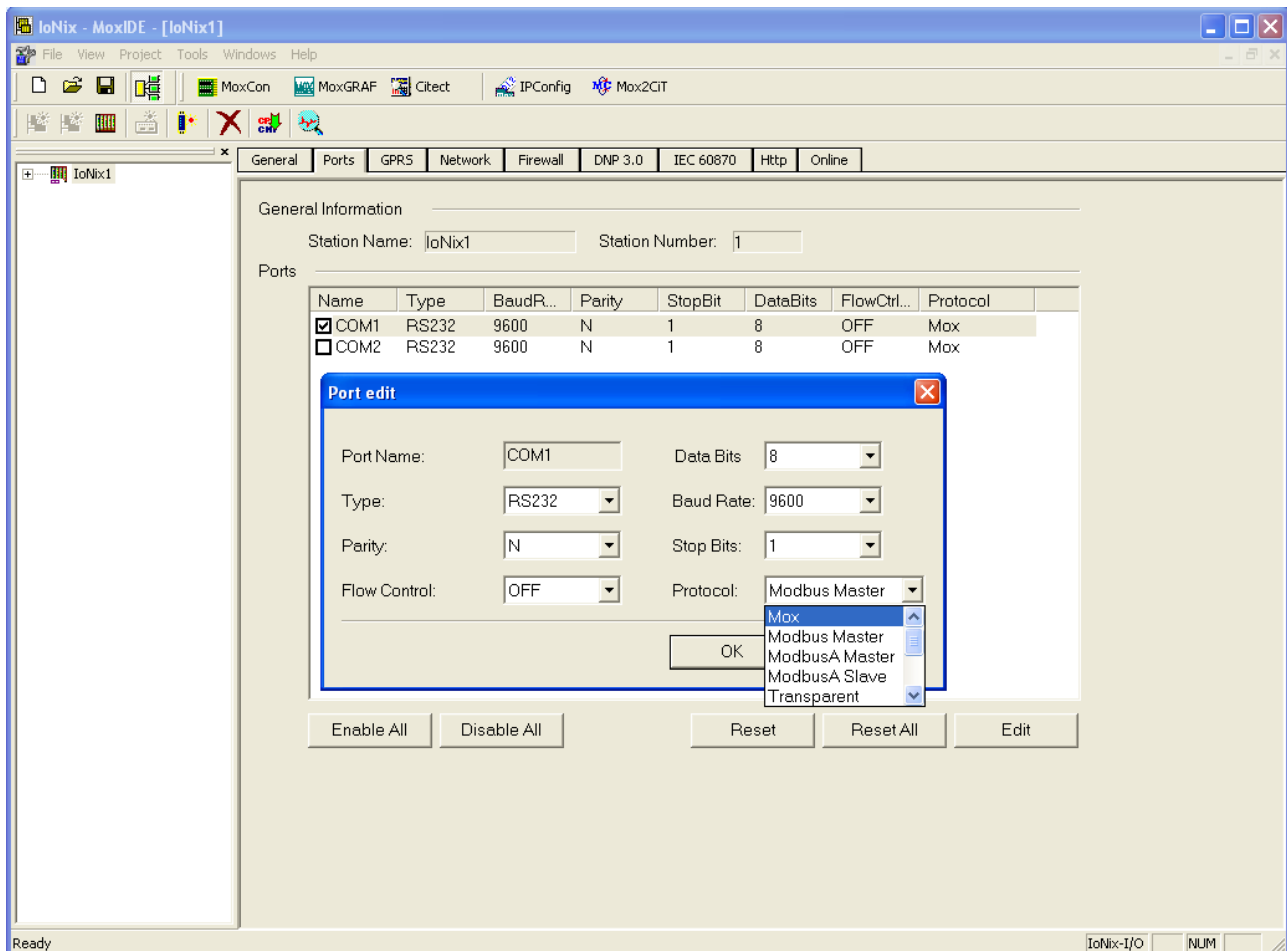 IoNix - MoxIDE - [IoNix1]
File View Project Tools Windows Help
MoxCon MoxGRAF Citect IPConfig Mox2CiT
General Ports GPRS Network Firewall DNP 3.0 IEC 60870 Http Online
IoNix1
General Information
Station Name: IoNix1 Station Number: 1
Ports
Name Type BaudR... Parity StopBit DataBits FlowCtrl... Protocol
COM1 RS232 9600 N 1 8 OFF Mox
COM2 RS232 9600 N 1 8 OFF Mox
Port edit
Port Name: COM1 Data Bits 8
Type: RS232 Baud Rate: 9600
Parity: N Stop Bits: 1
Flow Control: OFF Protocol: Modbus Master
Mox
Modbus Master
OK
ModbusA Master
ModbusA Slave
Transparent
Enable All Disable All Reset Reset All Edit
Ready IoNix-I/O NUM